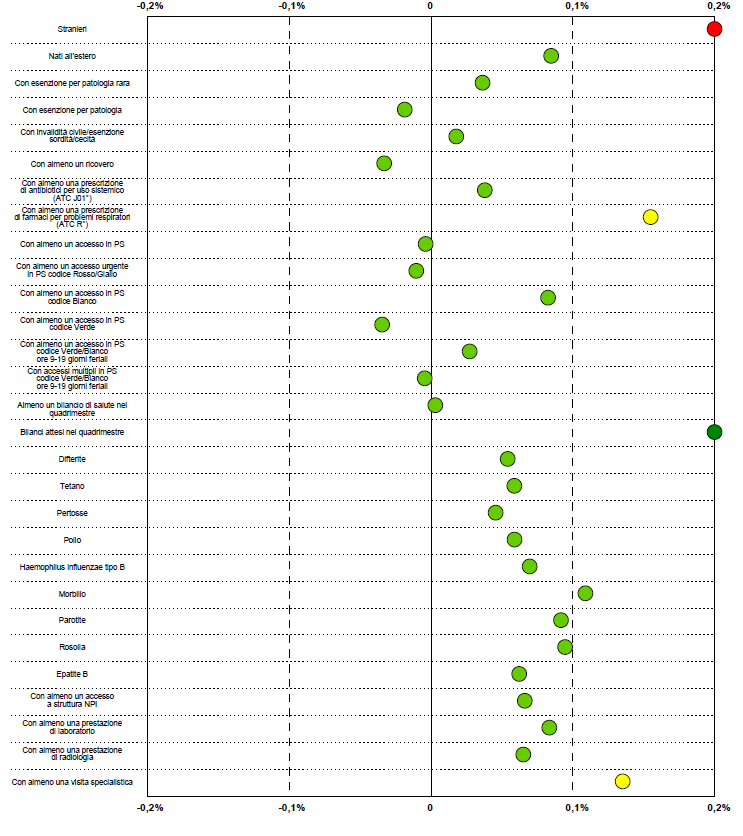 -0,2% -0,1% 0 0,1% 0,2%
Stranieri
Nati all'estero
Con esenzione per patologia rara
Con esenzione per patologia
Con invalidità civile/esenzione
sordità/cecità
Con almeno un ricovero
Con almeno una prescrizione
di antibiotici per uso sistemico
(ATC J01*)
Con almeno una prescrizione
di farmaci per problemi respiratori
(ATC R*)
Con almeno un accesso in PS
Con almeno un accesso urgente
in PS codice Rosso/Giallo
Con almeno un accesso in PS
codice Bianco
Con almeno un accesso in PS
codice Verde
Con almeno un accesso in PS
codice Verde/Bianco
ore 9-19 giorni feriali
Con accessi multipli in PS
codice Verde/Bianco
ore 9-19 giorni feriali
Almeno un bilancio di salute nel
quadrimestre
Bilanci attesi nel quadrimestre
Difterite
Tetano
Pertosse
Polio
Haemophilus influenzae tipo B
Morbillo
Parotite
Rosolia
Epatite B
Con almeno un accesso
a struttura NPI
Con almeno una prestazione
di laboratorio
Con almeno una prestazione
di radiologia
Con almeno una visita specialistica
-0,2% -0,1% 0 0,1% 0,2%